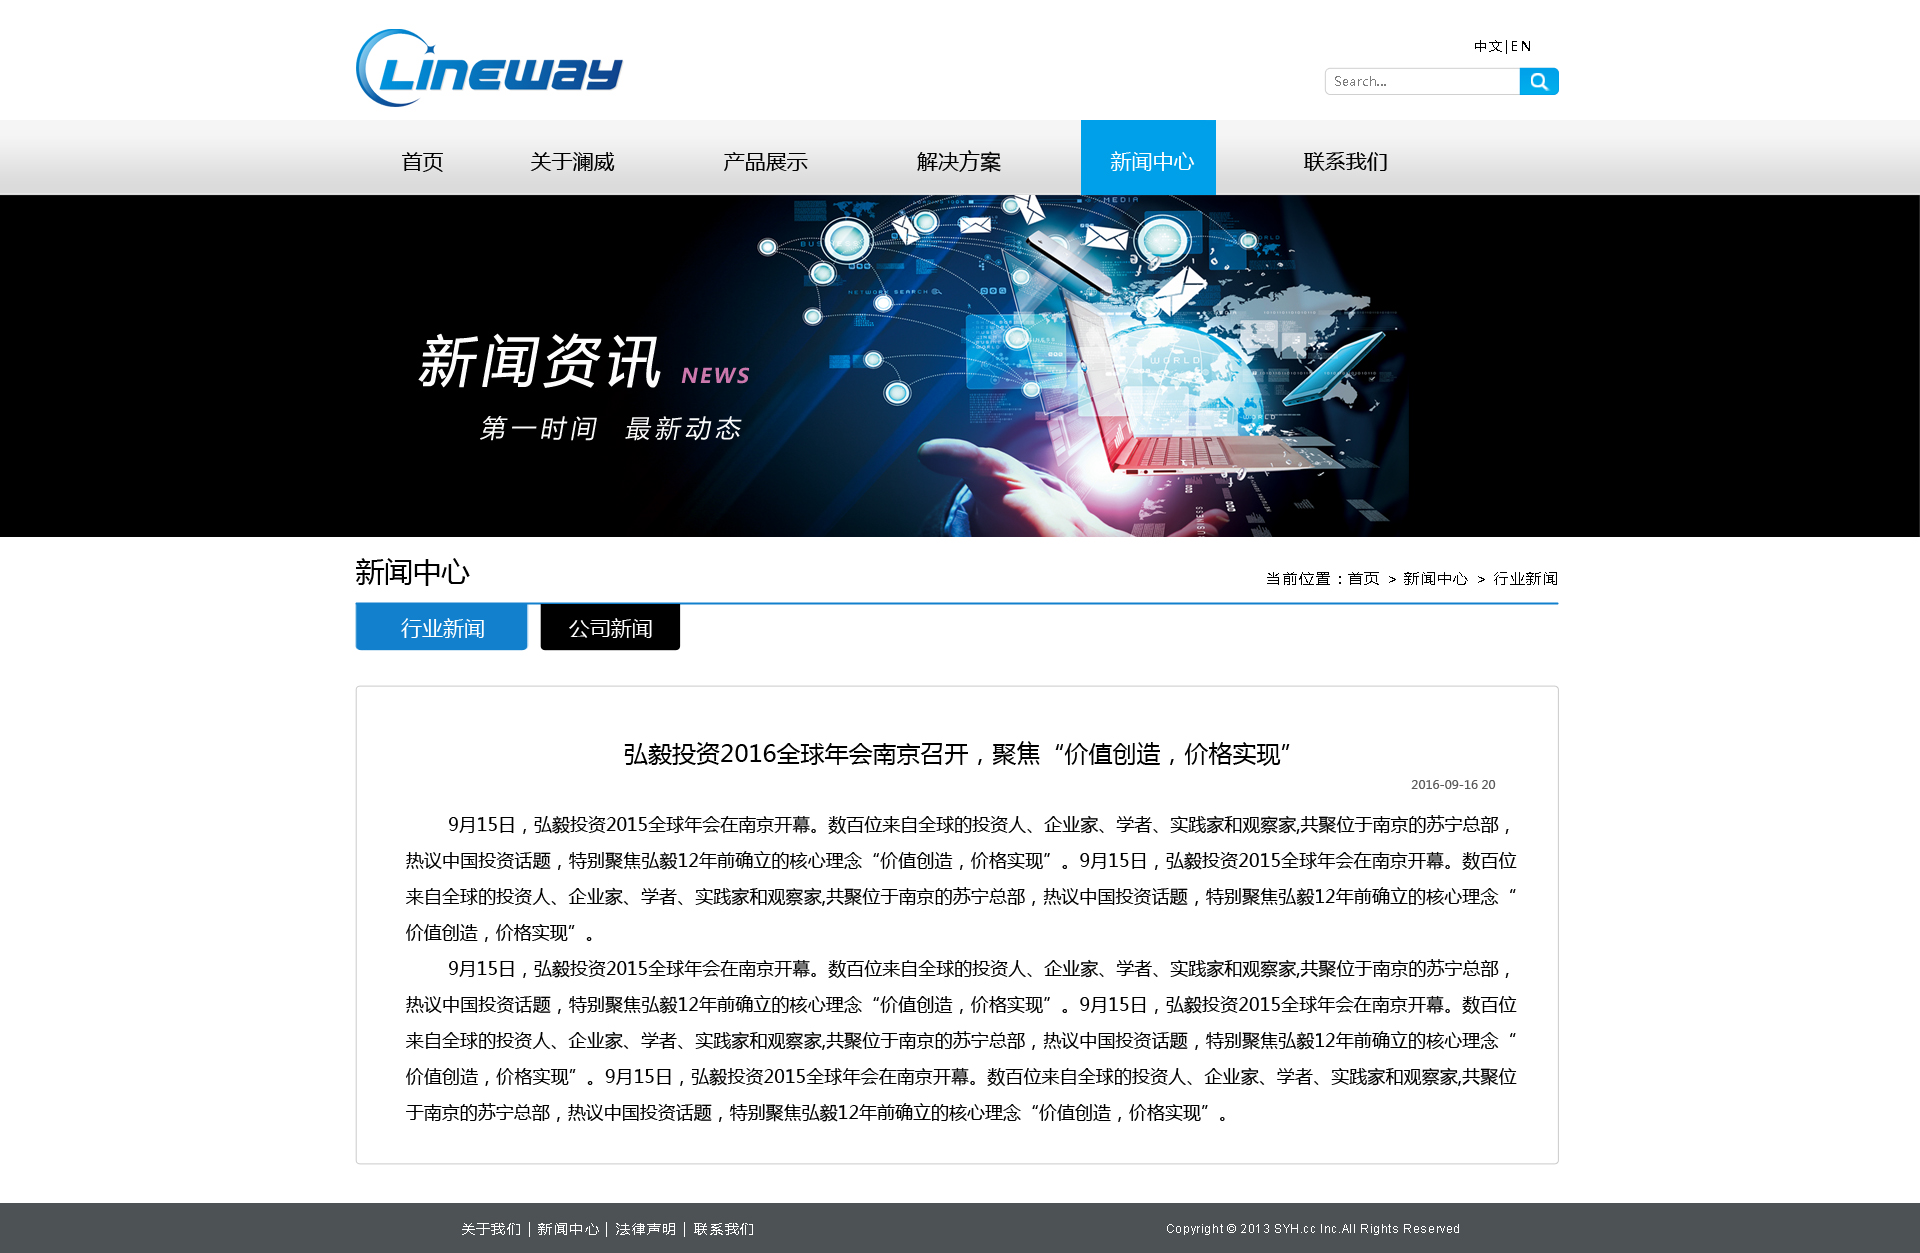 Lineway
中文|EN
Search...
首页 关于澜威 产品展示 解决方案 新闻中心 联系我们
MEDIA
BUSINESS
WORLD
NETWORK SEARCH
新闻资讯 NEWS
WORLD
第一时间 最新动态
WORLD
BUSINESS
新闻中心
当前位置：首页 > 新闻中心 > 行业新闻
行业新闻 公司新闻
弘毅投资2016全球年会南京召开，聚焦“价值创造，价格实现”
2016-09-16 20
9月15日，弘毅投资2015全球年会在南京开幕。数百位来自全球的投资人、企业家、学者、实践家和观察家,共聚位于南京的苏宁总部，
热议中国投资话题，特别聚焦弘毅12年前确立的核心理念“价值创造，价格实现”。9月15日，弘毅投资2015全球年会在南京开幕。数百位
来自全球的投资人、企业家、学者、实践家和观察家,共聚位于南京的苏宁总部，热议中国投资话题，特别聚焦弘毅12年前确立的核心理念“
价值创造，价格实现”。
9月15日，弘毅投资2015全球年会在南京开幕。数百位来自全球的投资人、企业家、学者、实践家和观察家,共聚位于南京的苏宁总部，
热议中国投资话题，特别聚焦弘毅12年前确立的核心理念“价值创造，价格实现”。9月15日，弘毅投资2015全球年会在南京开幕。数百位
来自全球的投资人、企业家、学者、实践家和观察家,共聚位于南京的苏宁总部，热议中国投资话题，特别聚焦弘毅12年前确立的核心理念“
价值创造，价格实现”。9月15日，弘毅投资2015全球年会在南京开幕。数百位来自全球的投资人、企业家、学者、实践家和观察家,共聚位
于南京的苏宁总部，热议中国投资话题，特别聚焦弘毅12年前确立的核心理念“价值创造，价格实现”。
关于我们 | 新闻中心 | 法律声明 | 联系我们
Copyright © 2013 SYH.cc Inc.All Rights Reserved